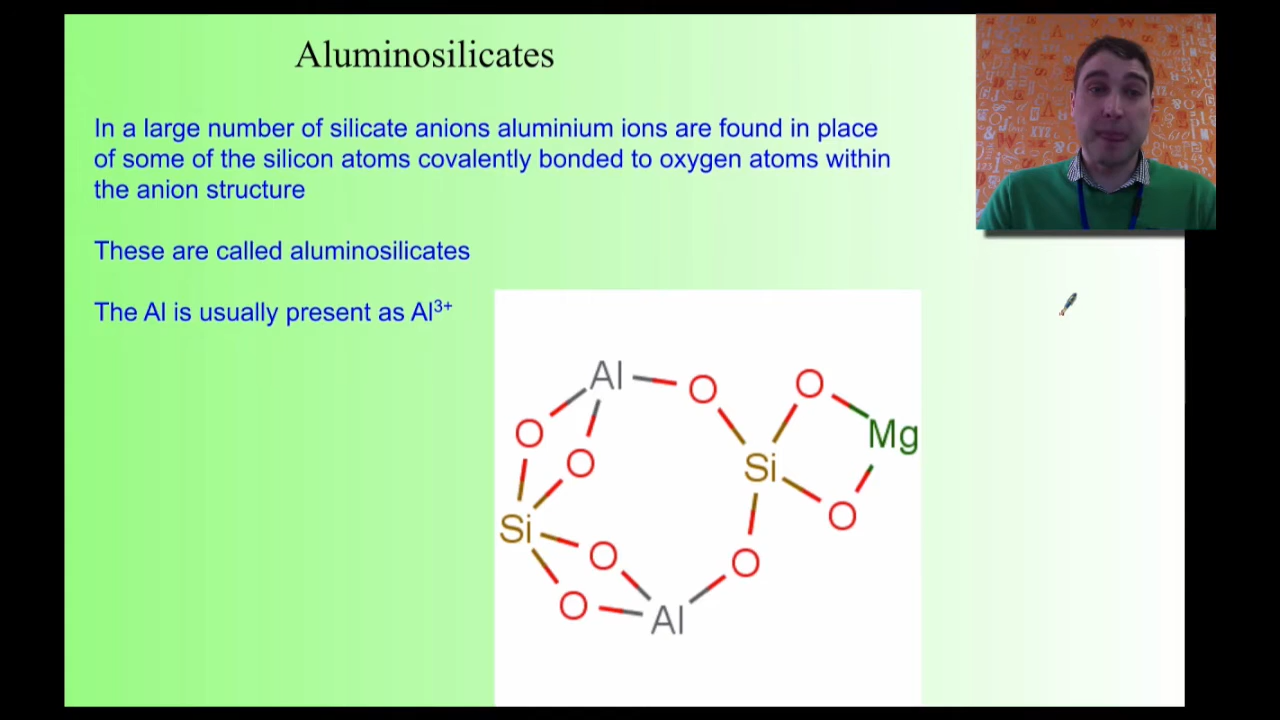 Aluminosilicates
In a large number of silicate anions aluminium ions are found in place
of some of the silicon atoms covalently bonded to oxygen atoms within
the anion structure
These are called aluminosilicates
The Al is usually present as Al³⁺
Al O O
O Mg
O Si
Si O
O O
O Al